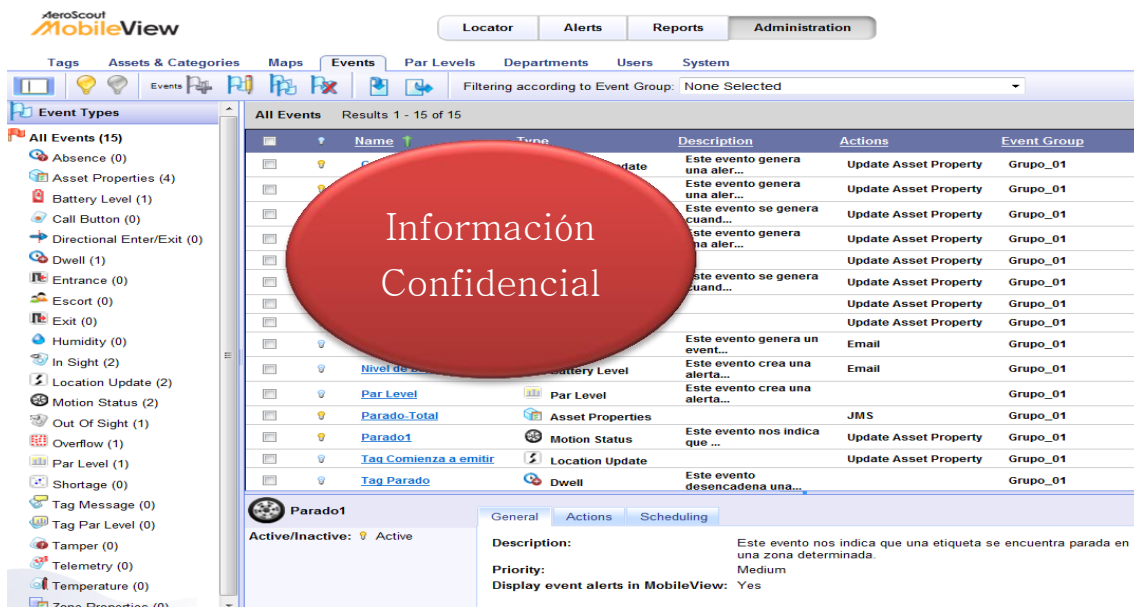 AeroScout
MobileView
Locator Alerts Reports Administration
Tags Assets & Categories Maps Events Par Levels Departments Users System
Events Filtering according to Event Group: None Selected
Event Types
All Events (15)
Absence (0)
Asset Properties (4)
Battery Level (1)
Call Button (0)
Directional Enter/Exit (0)
Dwell (1)
Entrance (0)
Escort (0)
Exit (0)
Humidity (0)
In Sight (2)
Location Update (2)
Motion Status (2)
Out Of Sight (1)
Overflow (1)
Par Level (1)
Shortage (0)
Tag Message (0)
Tag Par Level (0)
Tamper (0)
Telemetry (0)
Temperature (0)
Zone Properties (0)
All Events Results 1 - 15 of 15
Name Type Description Actions Event Group
Este evento genera
una aler... Update Asset Property Grupo_01
Este evento genera
una aler... Update Asset Property Grupo_01
Este evento se genera
cuand... Update Asset Property Grupo_01
Este evento genera
una aler... Update Asset Property Grupo_01
Update Asset Property Grupo_01
Este evento se genera
cuand... Update Asset Property Grupo_01
Update Asset Property Grupo_01
Update Asset Property Grupo_01
Este evento genera un
event... Email Grupo_01
Nivel de Battery Level Este evento crea una
alerta... Email Grupo_01
Par Level Par Level Este evento crea una
alerta... Grupo_01
Parado-Total Asset Properties JMS Grupo_01
Parado1 Motion Status Este evento nos indica
que ... Update Asset Property Grupo_01
Tag Comienza a emitir Location Update Update Asset Property Grupo_01
Tag Parado Dwell Este evento
desencadena una... Grupo_01
Información
Confidencial
Parado1
Active/Inactive: Active
General Actions Scheduling
Description: Este evento nos indica que una etiqueta se encuentra parada en
una zona determinada.
Priority: Medium
Display event alerts in MobileView: Yes